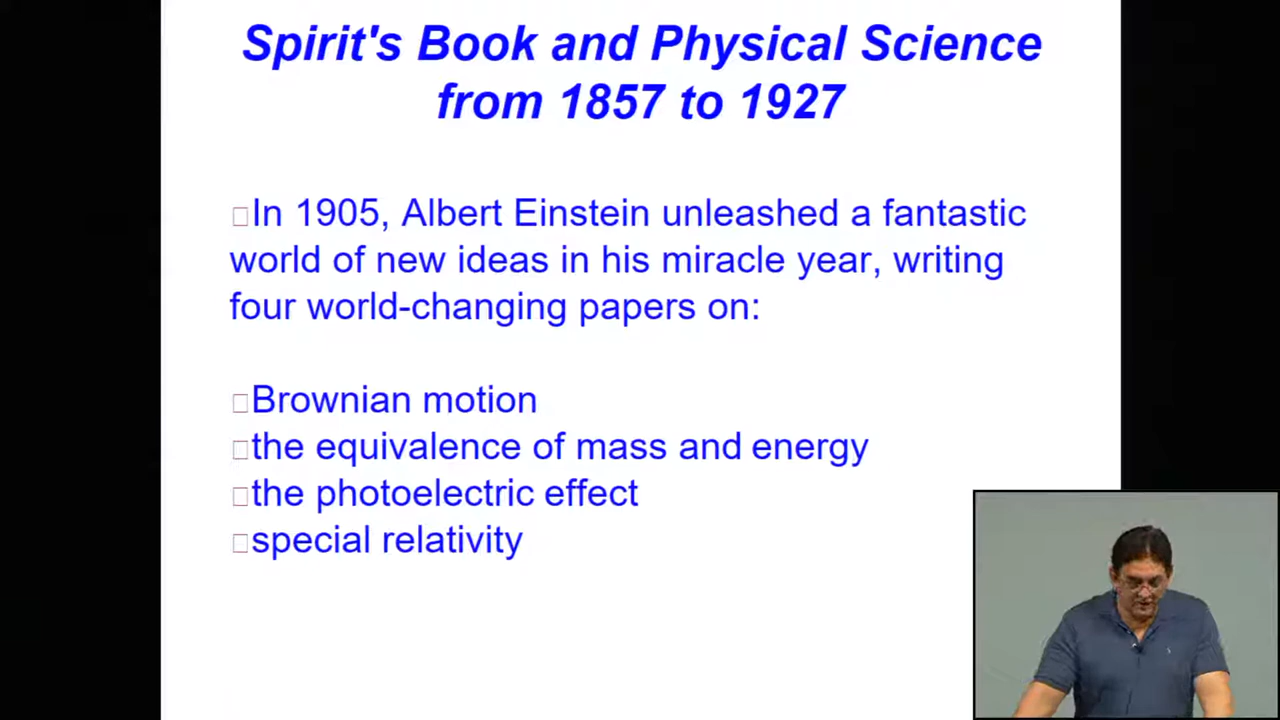 Spirit's Book and Physical Science
from 1857 to 1927
In 1905, Albert Einstein unleashed a fantastic
world of new ideas in his miracle year, writing
four world-changing papers on:
Brownian motion
the equivalence of mass and energy
the photoelectric effect
special relativity